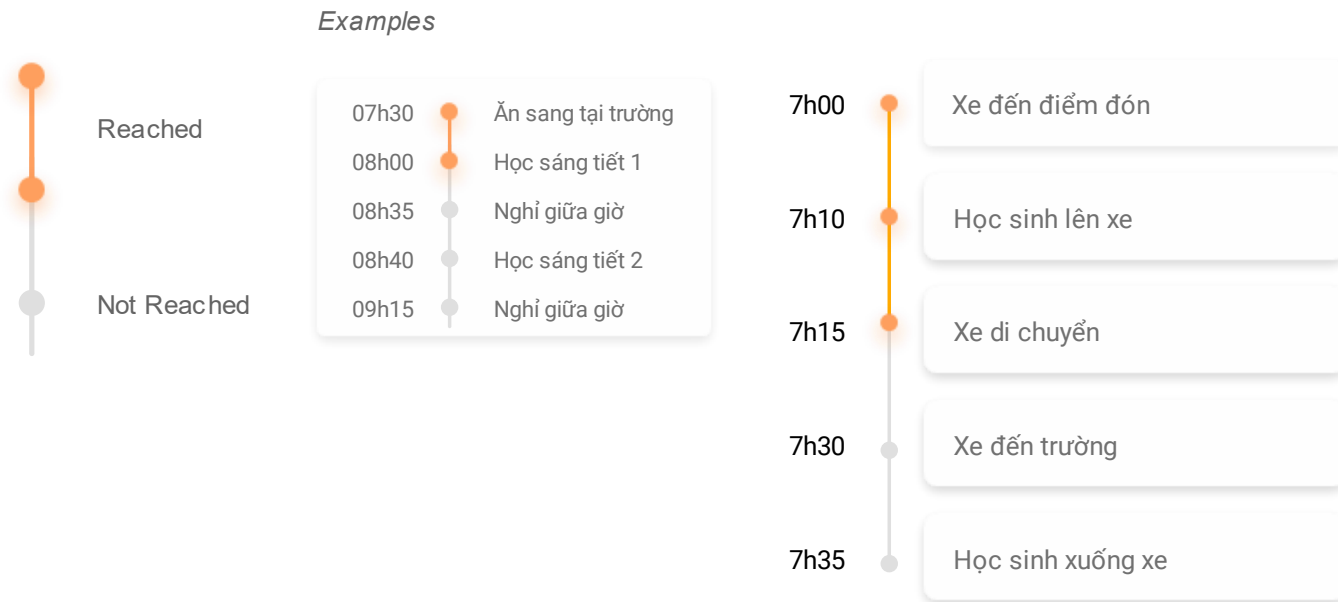 Examples
Reached
Not Reached
07h30 Ăn sang tại trường
08h00 Học sáng tiết 1
08h35 Nghỉ giữa giờ
08h40 Học sáng tiết 2
09h15 Nghỉ giữa giờ
7h00 Xe đến điểm đón
7h10 Học sinh lên xe
7h15 Xe di chuyển
7h30 Xe đến trường
7h35 Học sinh xuống xe